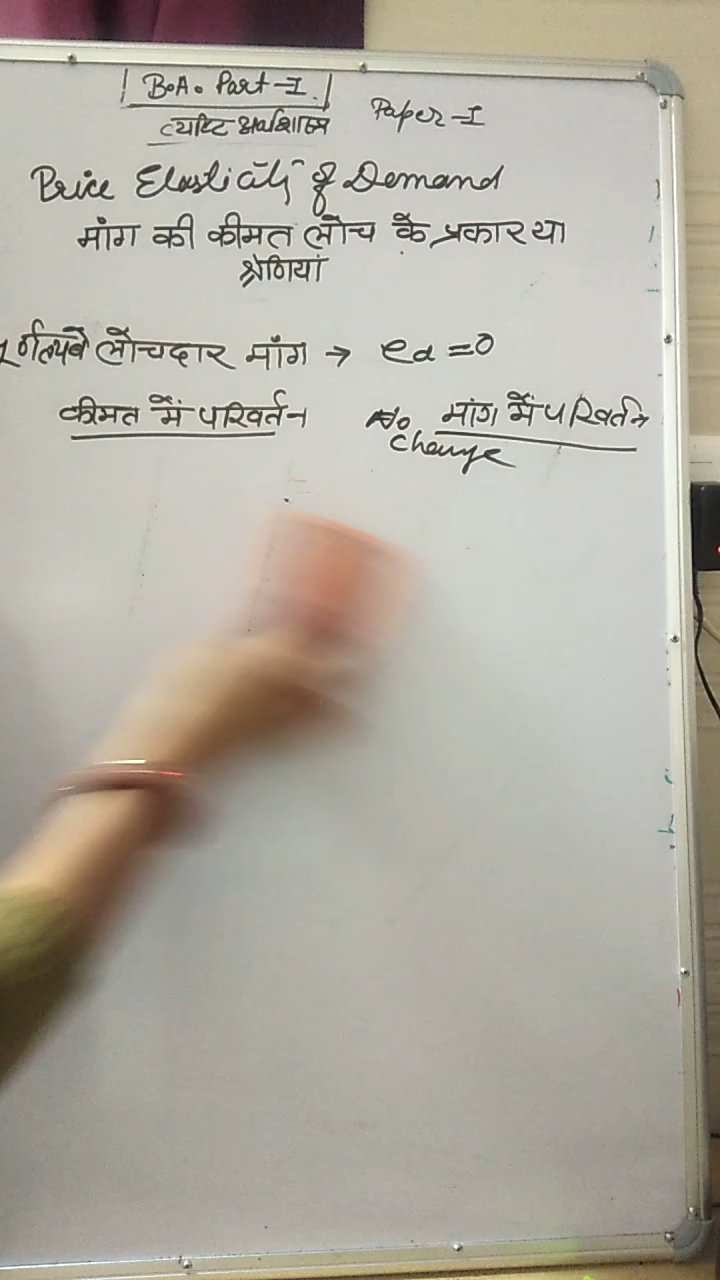 B.A. Part-I
व्यष्टि अर्थशास्त्र Paper-I
Price Elasticity of Demand
मांग की कीमत लोच के प्रकार या
श्रेणियां
लोचदार मांग → ed = 0
कीमत में परिवर्तन No मांग में परिवर्तन
Change